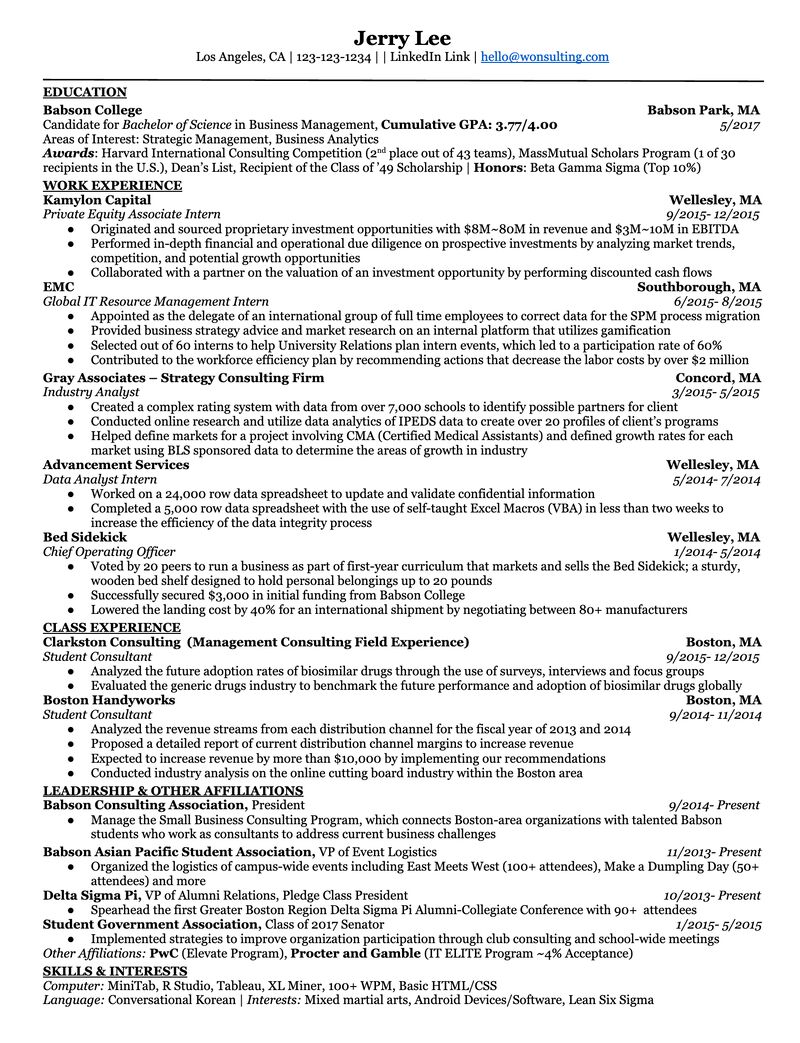 Jerry Lee
Los Angeles, CA | 123-123-1234 | | LinkedIn Link | hello@wonsulting.com
EDUCATION
Babson College Babson Park, MA
Candidate for Bachelor of Science in Business Management, Cumulative GPA: 3.77/4.00 5/2017
Areas of Interest: Strategic Management, Business Analytics
Awards: Harvard International Consulting Competition (2nd place out of 43 teams), MassMutual Scholars Program (1 of 30
recipients in the U.S.), Dean's List, Recipient of the Class of '49 Scholarship | Honors: Beta Gamma Sigma (Top 10%)
WORK EXPERIENCE
Kamylon Capital Wellesley, MA
Private Equity Associate Intern 9/2015- 12/2015
● Originated and sourced proprietary investment opportunities with $8M~80M in revenue and $3M~10M in EBITDA
● Performed in-depth financial and operational due diligence on prospective investments by analyzing market trends,
competition, and potential growth opportunities
● Collaborated with a partner on the valuation of an investment opportunity by performing discounted cash flows
EMC Southborough, MA
Global IT Resource Management Intern 6/2015- 8/2015
● Appointed as the delegate of an international group of full time employees to correct data for the SPM process migration
● Provided business strategy advice and market research on an internal platform that utilizes gamification
● Selected out of 60 interns to help University Relations plan intern events, which led to a participation rate of 60%
● Contributed to the workforce efficiency plan by recommending actions that decrease the labor costs by over $2 million
Gray Associates – Strategy Consulting Firm Concord, MA
Industry Analyst 3/2015- 5/2015
● Created a complex rating system with data from over 7,000 schools to identify possible partners for client
● Conducted online research and utilize data analytics of IPEDS data to create over 20 profiles of client's programs
● Helped define markets for a project involving CMA (Certified Medical Assistants) and defined growth rates for each
market using BLS sponsored data to determine the areas of growth in industry
Advancement Services Wellesley, MA
Data Analyst Intern 5/2014- 7/2014
● Worked on a 24,000 row data spreadsheet to update and validate confidential information
● Completed a 5,000 row data spreadsheet with the use of self-taught Excel Macros (VBA) in less than two weeks to
increase the efficiency of the data integrity process
Bed Sidekick Wellesley, MA
Chief Operating Officer 1/2014- 5/2014
● Voted by 20 peers to run a business as part of first-year curriculum that markets and sells the Bed Sidekick; a sturdy,
wooden bed shelf designed to hold personal belongings up to 20 pounds
● Successfully secured $3,000 in initial funding from Babson College
● Lowered the landing cost by 40% for an international shipment by negotiating between 80+ manufacturers
CLASS EXPERIENCE
Clarkston Consulting (Management Consulting Field Experience) Boston, MA
Student Consultant 9/2015- 12/2015
● Analyzed the future adoption rates of biosimilar drugs through the use of surveys, interviews and focus groups
● Evaluated the generic drugs industry to benchmark the future performance and adoption of biosimilar drugs globally
Boston Handyworks Boston, MA
Student Consultant 9/2014- 11/2014
● Analyzed the revenue streams from each distribution channel for the fiscal year of 2013 and 2014
● Proposed a detailed report of current distribution channel margins to increase revenue
● Expected to increase revenue by more than $10,000 by implementing our recommendations
● Conducted industry analysis on the online cutting board industry within the Boston area
LEADERSHIP & OTHER AFFILIATIONS
Babson Consulting Association, President 9/2014- Present
● Manage the Small Business Consulting Program, which connects Boston-area organizations with talented Babson
students who work as consultants to address current business challenges
Babson Asian Pacific Student Association, VP of Event Logistics 11/2013- Present
● Organized the logistics of campus-wide events including East Meets West (100+ attendees), Make a Dumpling Day (50+
attendees) and more
Delta Sigma Pi, VP of Alumni Relations, Pledge Class President 10/2013- Present
● Spearhead the first Greater Boston Region Delta Sigma Pi Alumni-Collegiate Conference with 90+ attendees
Student Government Association, Class of 2017 Senator 1/2015- 5/2015
● Implemented strategies to improve organization participation through club consulting and school-wide meetings
Other Affiliations: PwC (Elevate Program), Procter and Gamble (IT ELITE Program ~4% Acceptance)
SKILLS & INTERESTS
Computer: MiniTab, R Studio, Tableau, XL Miner, 100+ WPM, Basic HTML/CSS
Language: Conversational Korean | Interests: Mixed martial arts, Android Devices/Software, Lean Six Sigma